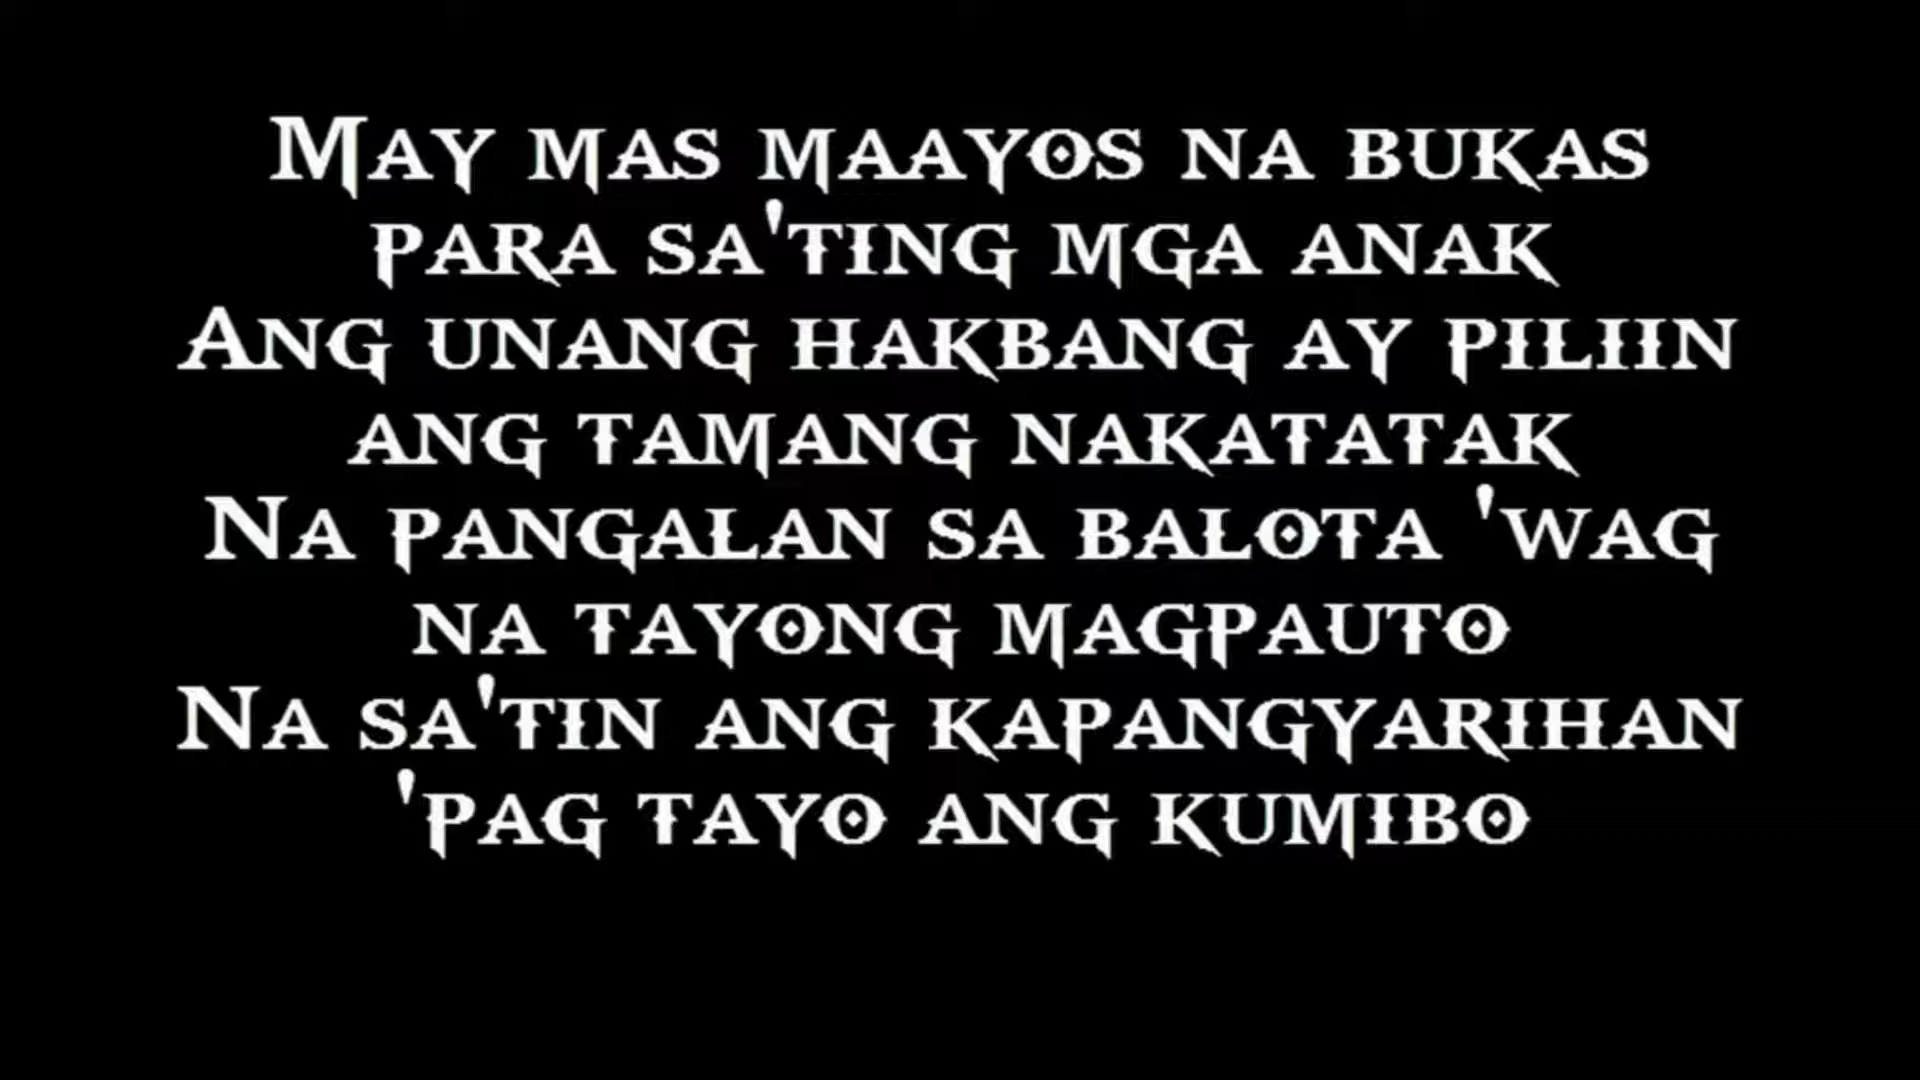 May mas maayos na bukas
para sa'ting mga anak
Ang unang hakbang ay piliin
ang tamang nakatatak
Na pangalan sa balota 'wag
na tayong magpauto
Na sa'tin ang kapangyarihan
'pag tayo ang kumibo